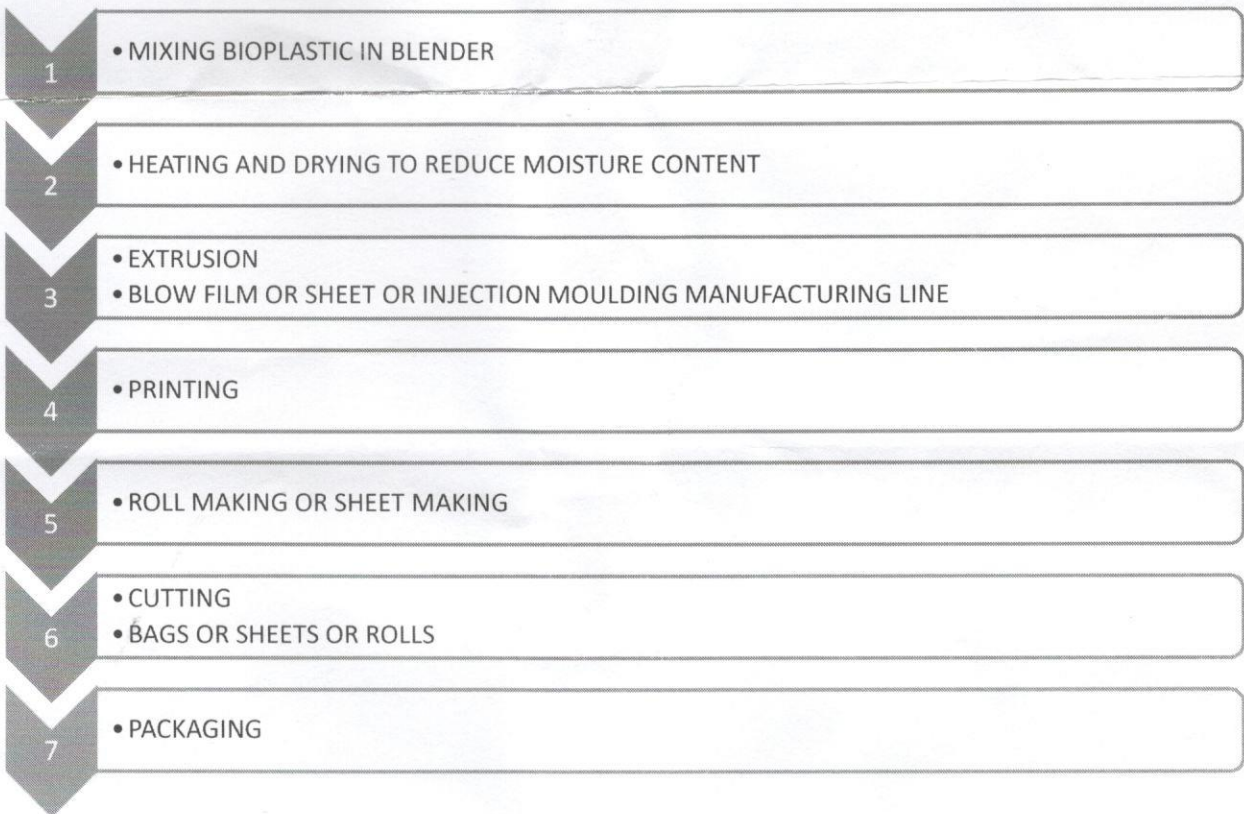 1
• MIXING BIOPLASTIC IN BLENDER
2
• HEATING AND DRYING TO REDUCE MOISTURE CONTENT
3
• EXTRUSION
• BLOW FILM OR SHEET OR INJECTION MOULDING MANUFACTURING LINE
4
• PRINTING
5
• ROLL MAKING OR SHEET MAKING
6
• CUTTING
• BAGS OR SHEETS OR ROLLS
7
• PACKAGING